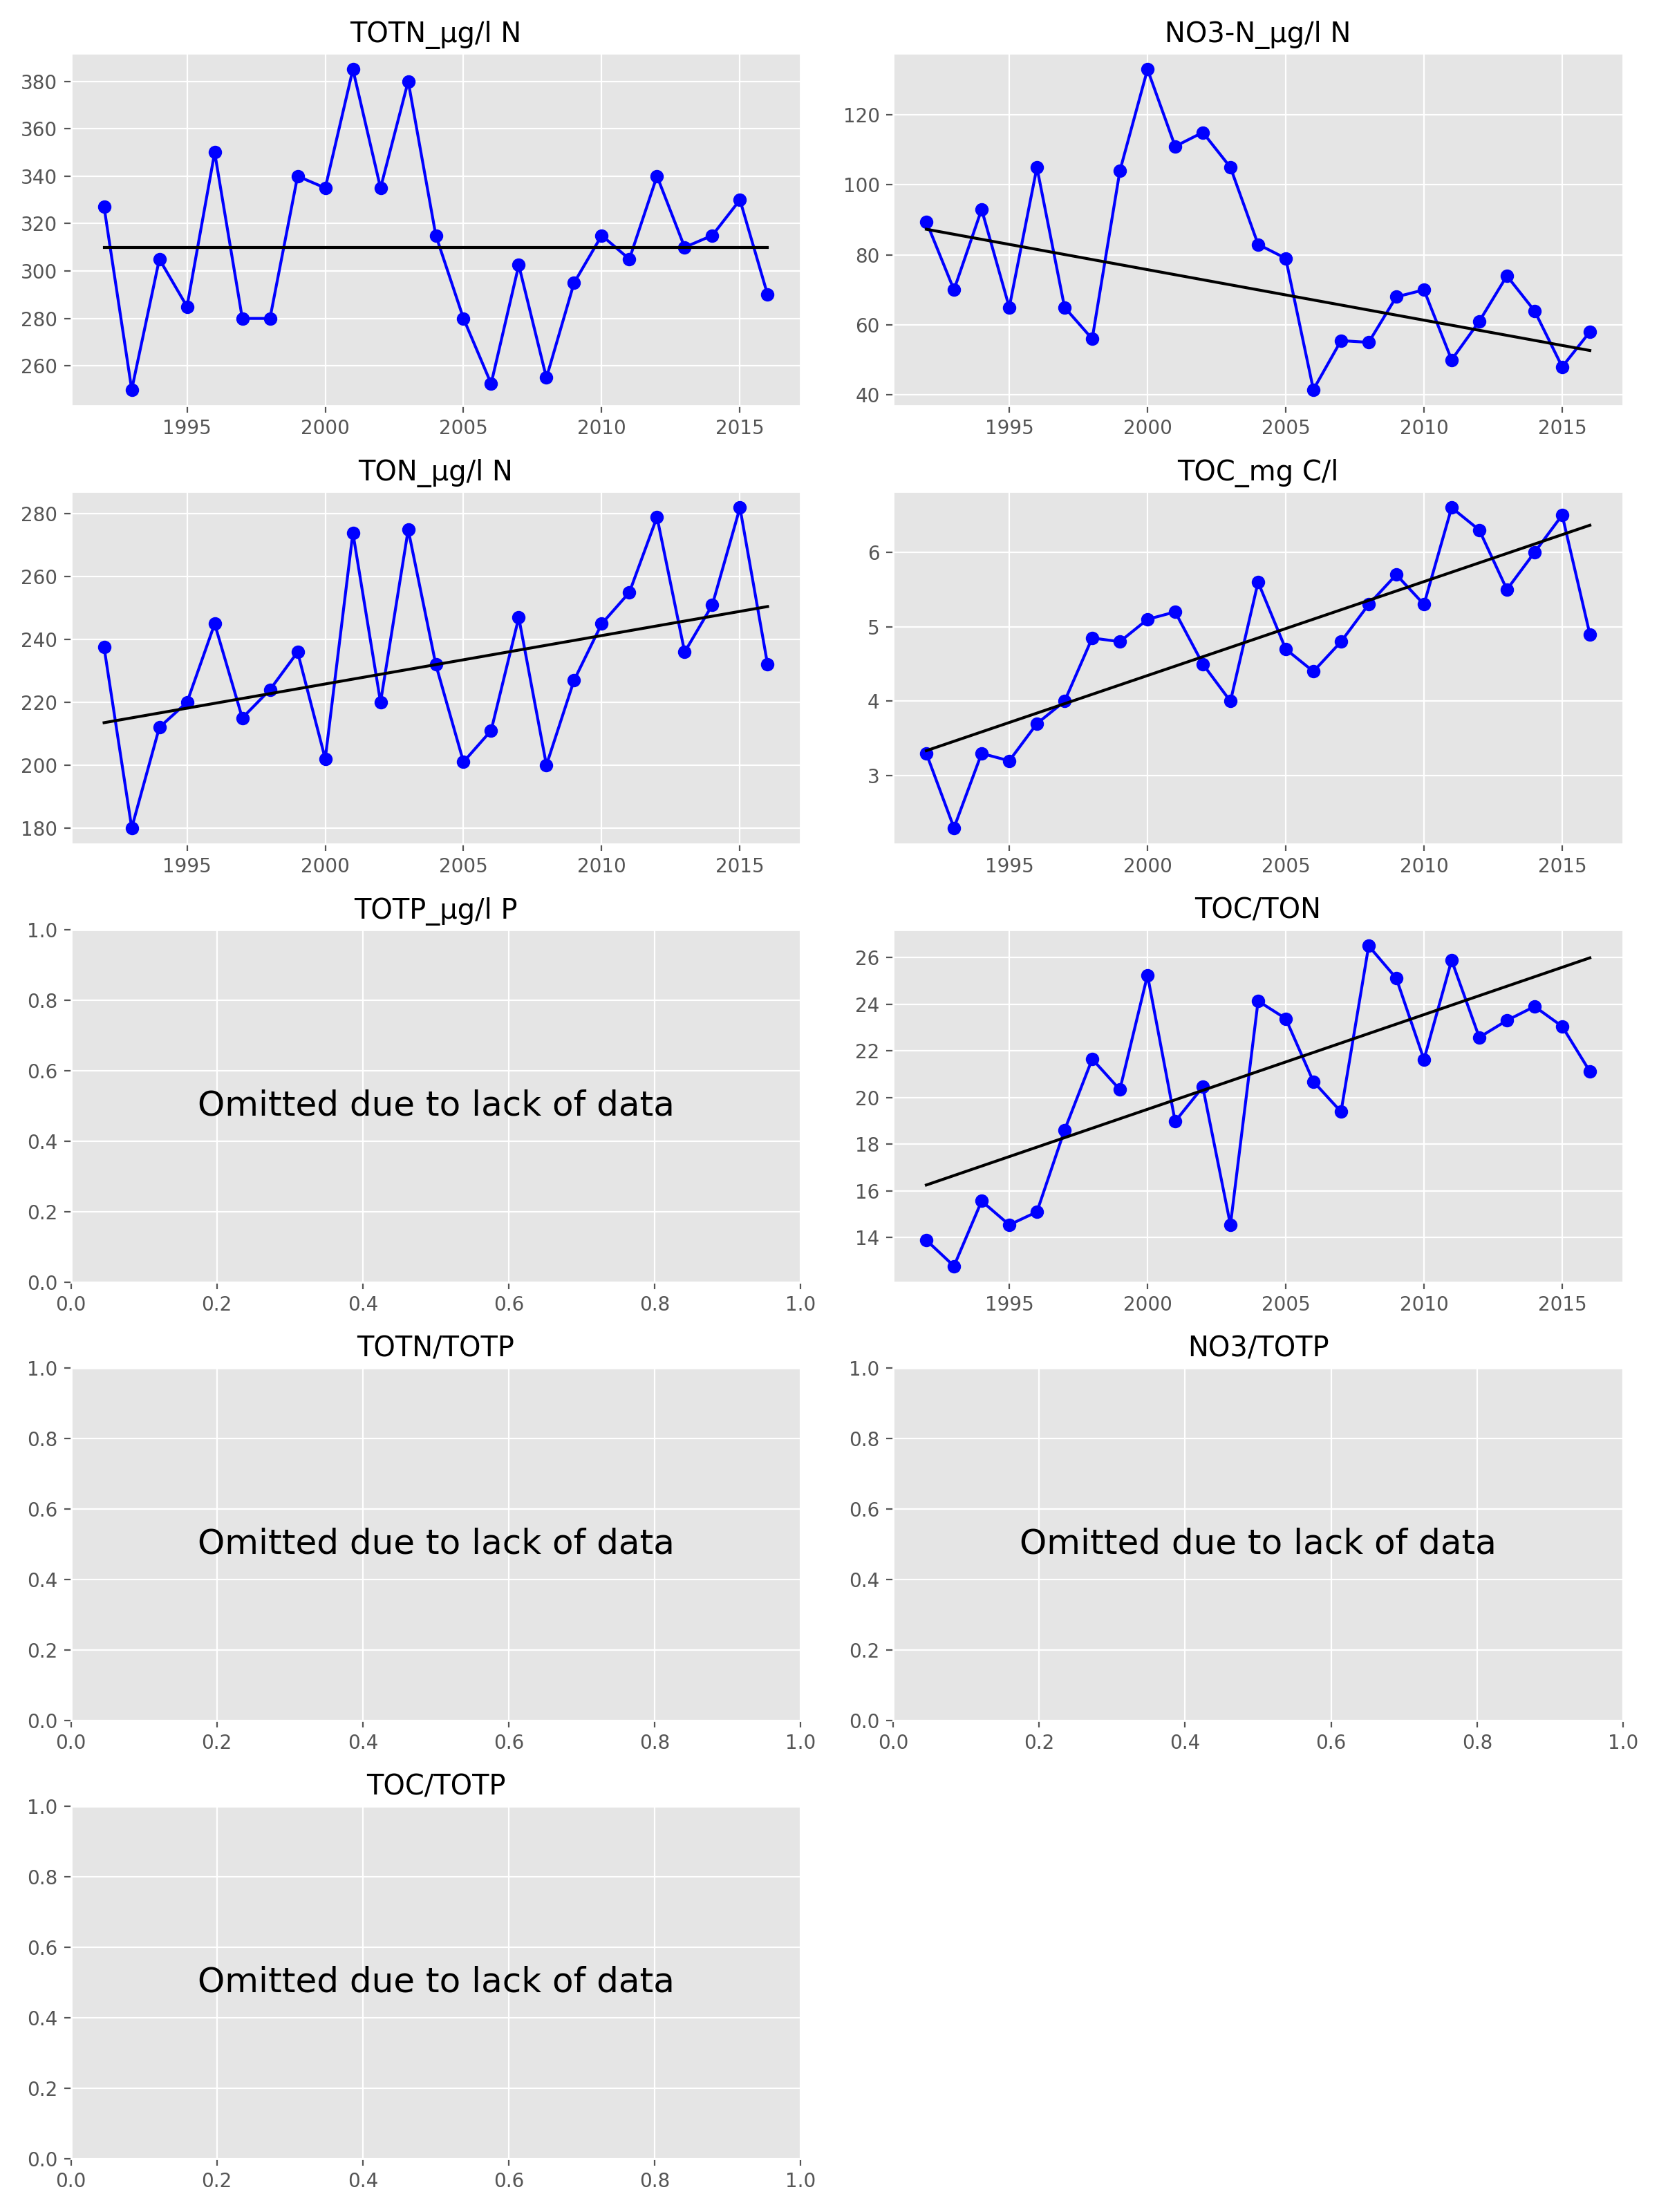 TOTN_µg/l N
380
360
340
320
300
280
260
1995 2000 2005 2010 2015
NO3-N_µg/l N
120
100
80
60
40
1995 2000 2005 2010 2015
TON_µg/l N
280
260
240
220
200
180
1995 2000 2005 2010 2015
TOC_mg C/l
6
5
4
3
1995 2000 2005 2010 2015
TOTP_µg/l P
1.0
0.8
0.6
Omitted due to lack of data
0.4
0.2
0.0
0.0 0.2 0.4 0.6 0.8 1.0
TOC/TON
26
24
22
20
18
16
14
1995 2000 2005 2010 2015
TOTN/TOTP
1.0
0.8
0.6
Omitted due to lack of data
0.4
0.2
0.0
0.0 0.2 0.4 0.6 0.8 1.0
NO3/TOTP
1.0
0.8
0.6
Omitted due to lack of data
0.4
0.2
0.0
0.0 0.2 0.4 0.6 0.8 1.0
TOC/TOTP
1.0
0.8
0.6
Omitted due to lack of data
0.4
0.2
0.0
0.0 0.2 0.4 0.6 0.8 1.0